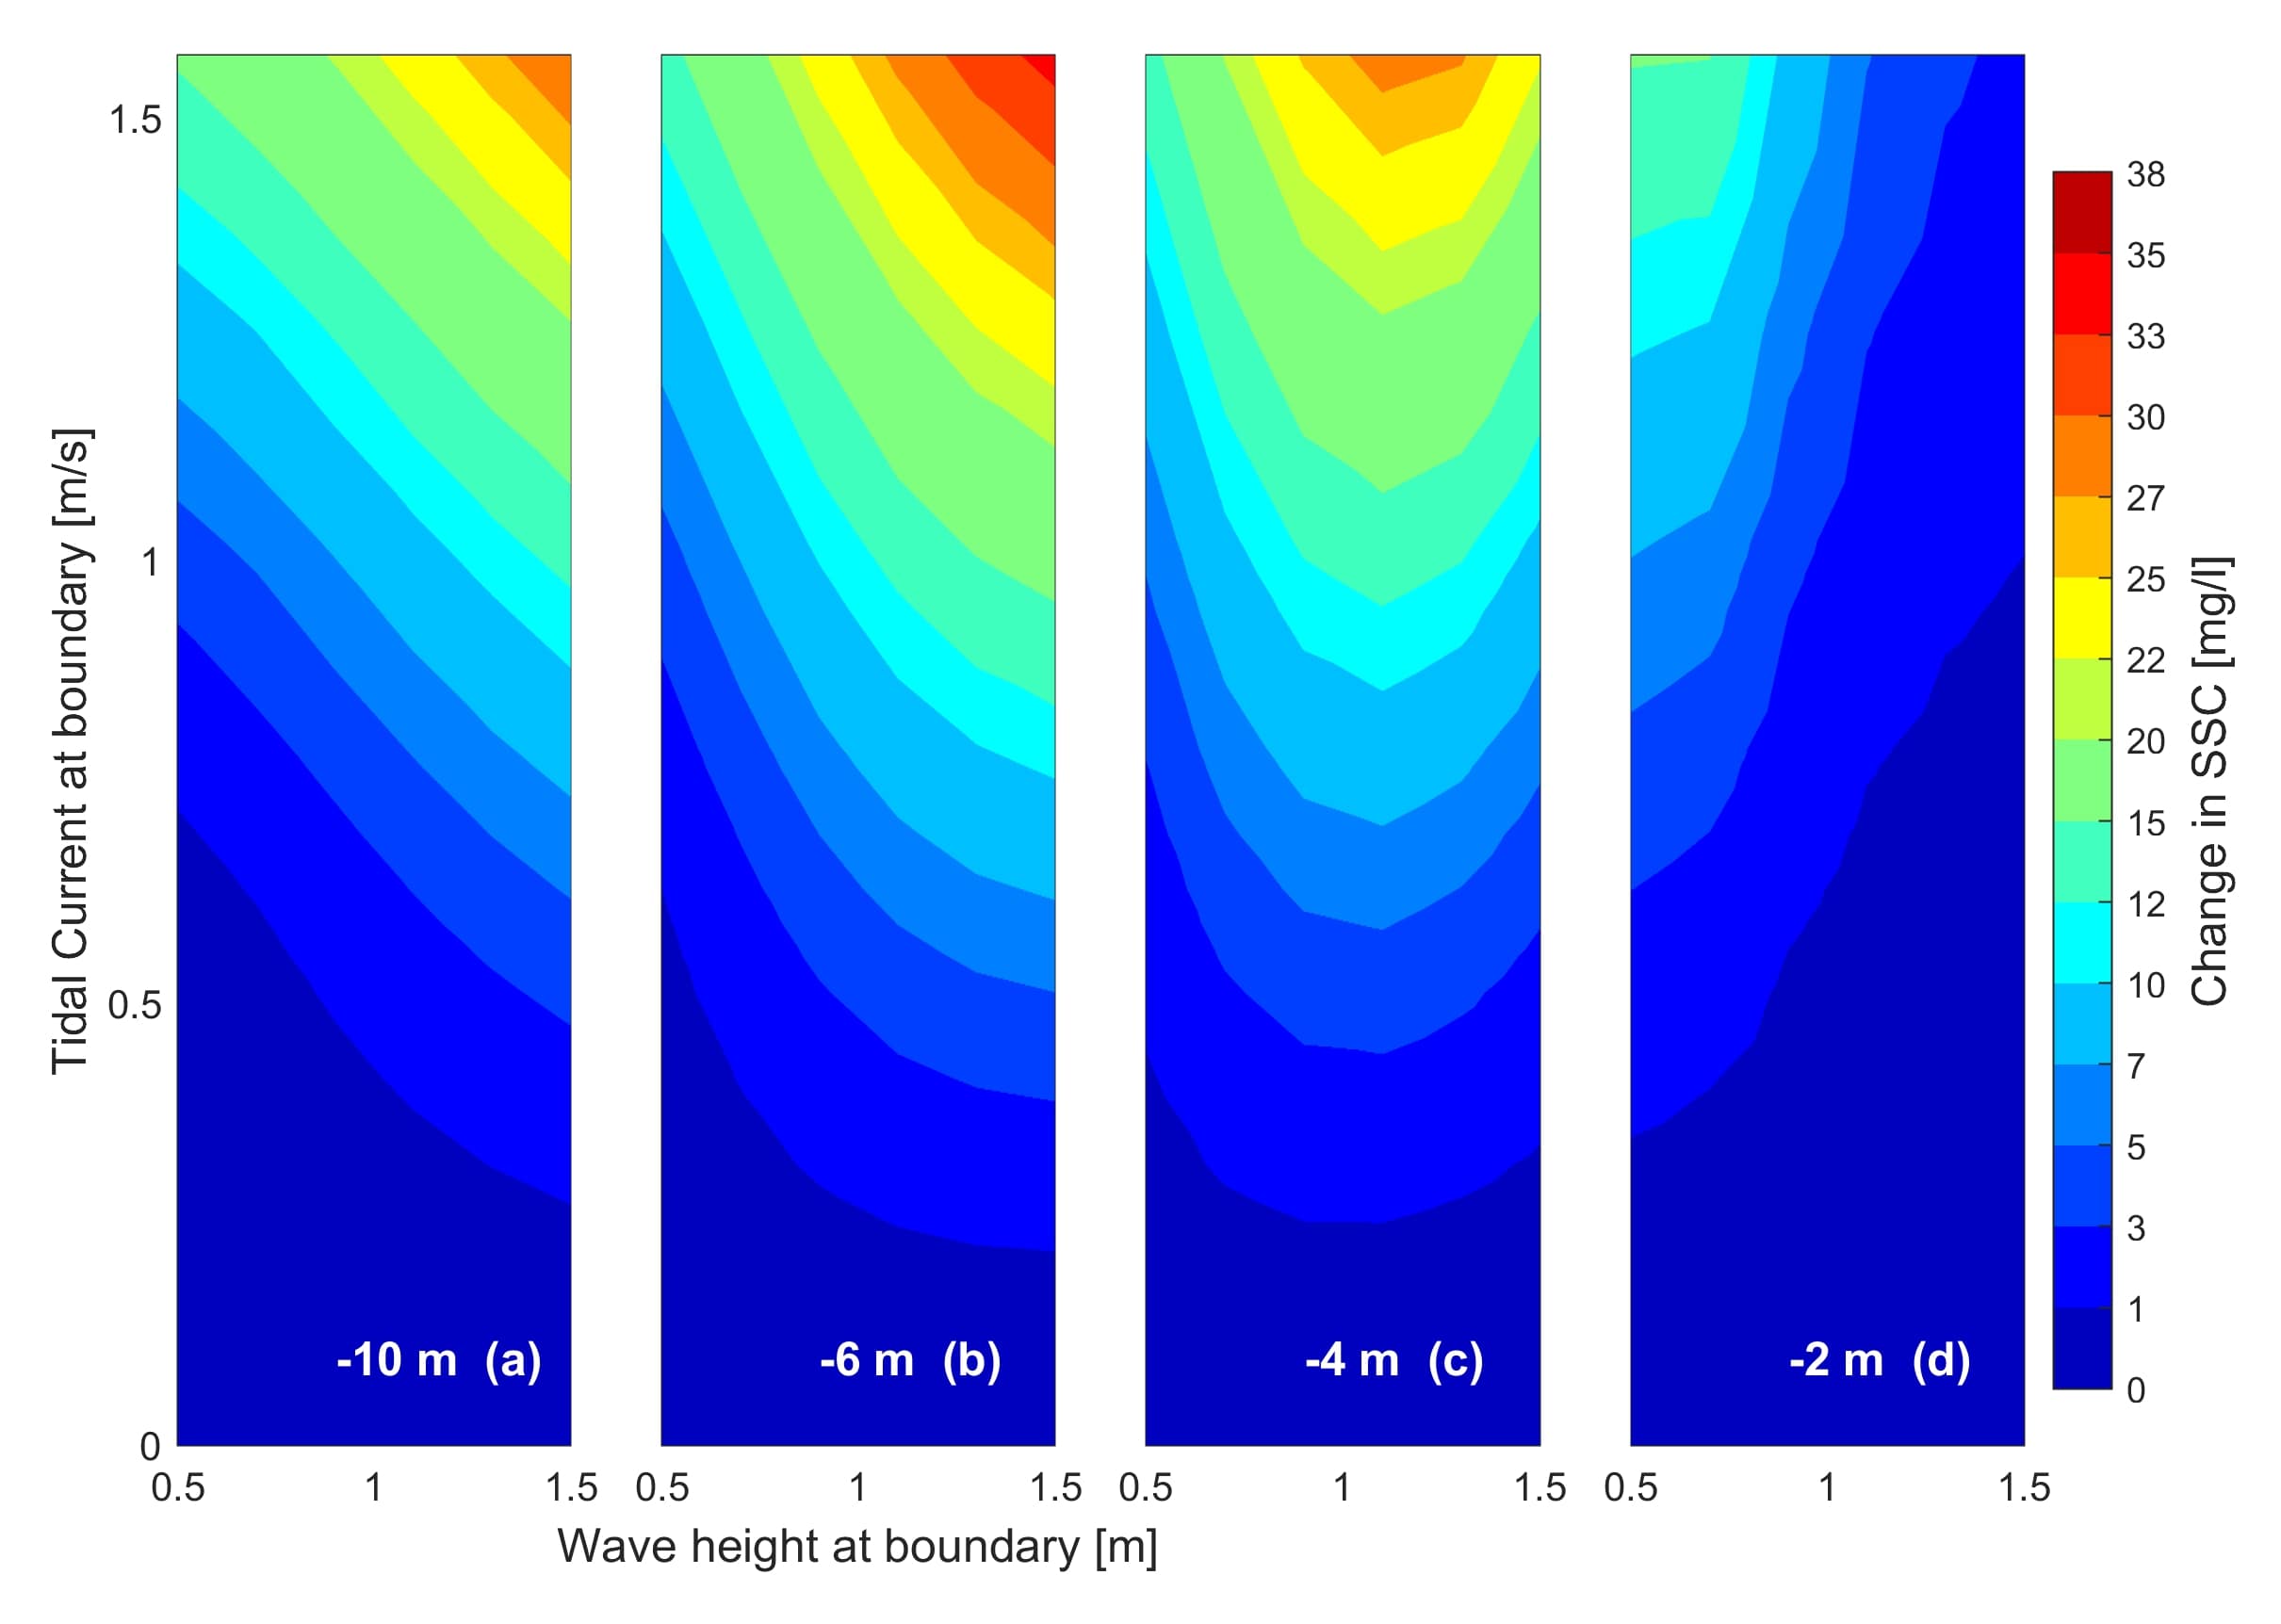 Tidal Current at boundary [m/s]
1.5
1
0.5
0
-10 m (a)
-6 m (b)
-4 m (c)
-2 m (d)
0.5 1 1.5 0.5 1 1.5 0.5 1 1.5 0.5 1 1.5
Wave height at boundary [m]
38
35
33
30
27
25
22
20
15
12
10
7
5
3
1
0
Change in SSC [mg/l]